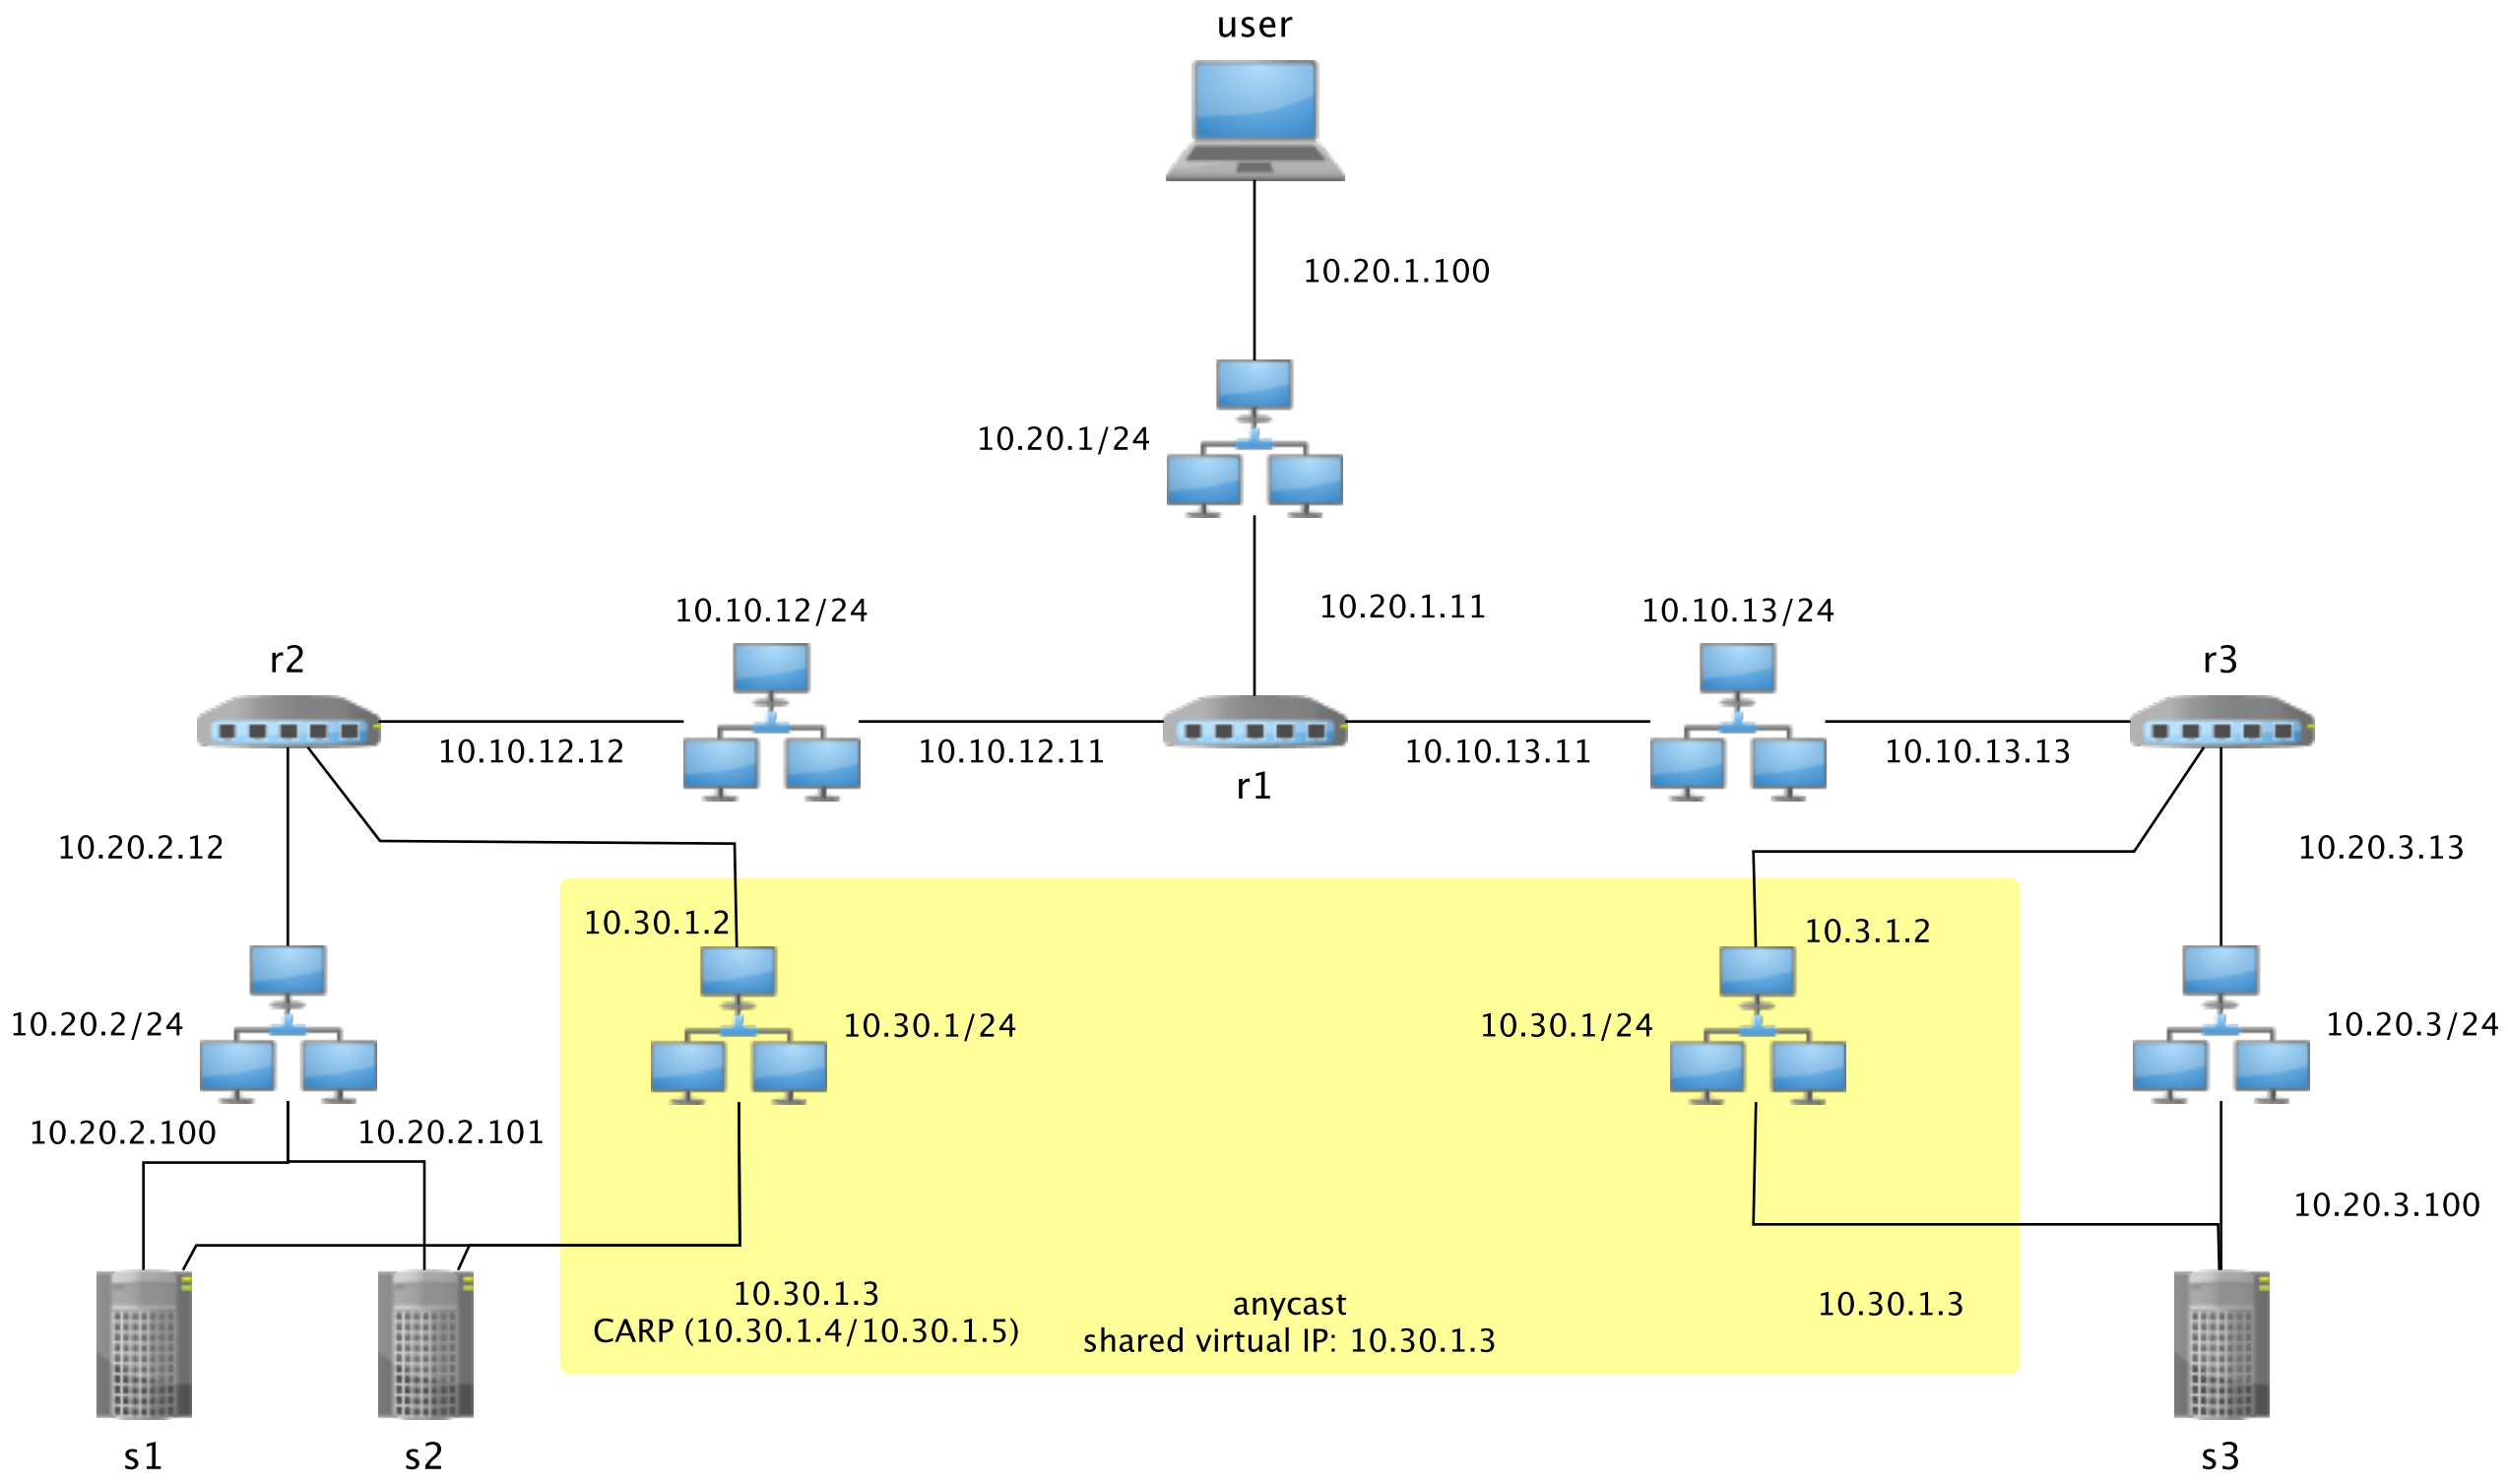 user
10.20.1.100
10.20.1/24
10.20.1.11
10.10.12/24
10.10.13/24
r2
r3
10.10.12.12
10.10.12.11
10.10.13.11
10.10.13.13
r1
10.20.2.12
10.20.3.13
10.30.1.2
10.3.1.2
10.20.2/24
10.30.1/24
10.30.1/24
10.20.3/24
10.20.2.100
10.20.2.101
10.20.3.100
10.30.1.3
CARP (10.30.1.4/10.30.1.5)
anycast
shared virtual IP: 10.30.1.3
10.30.1.3
s1
s2
s3